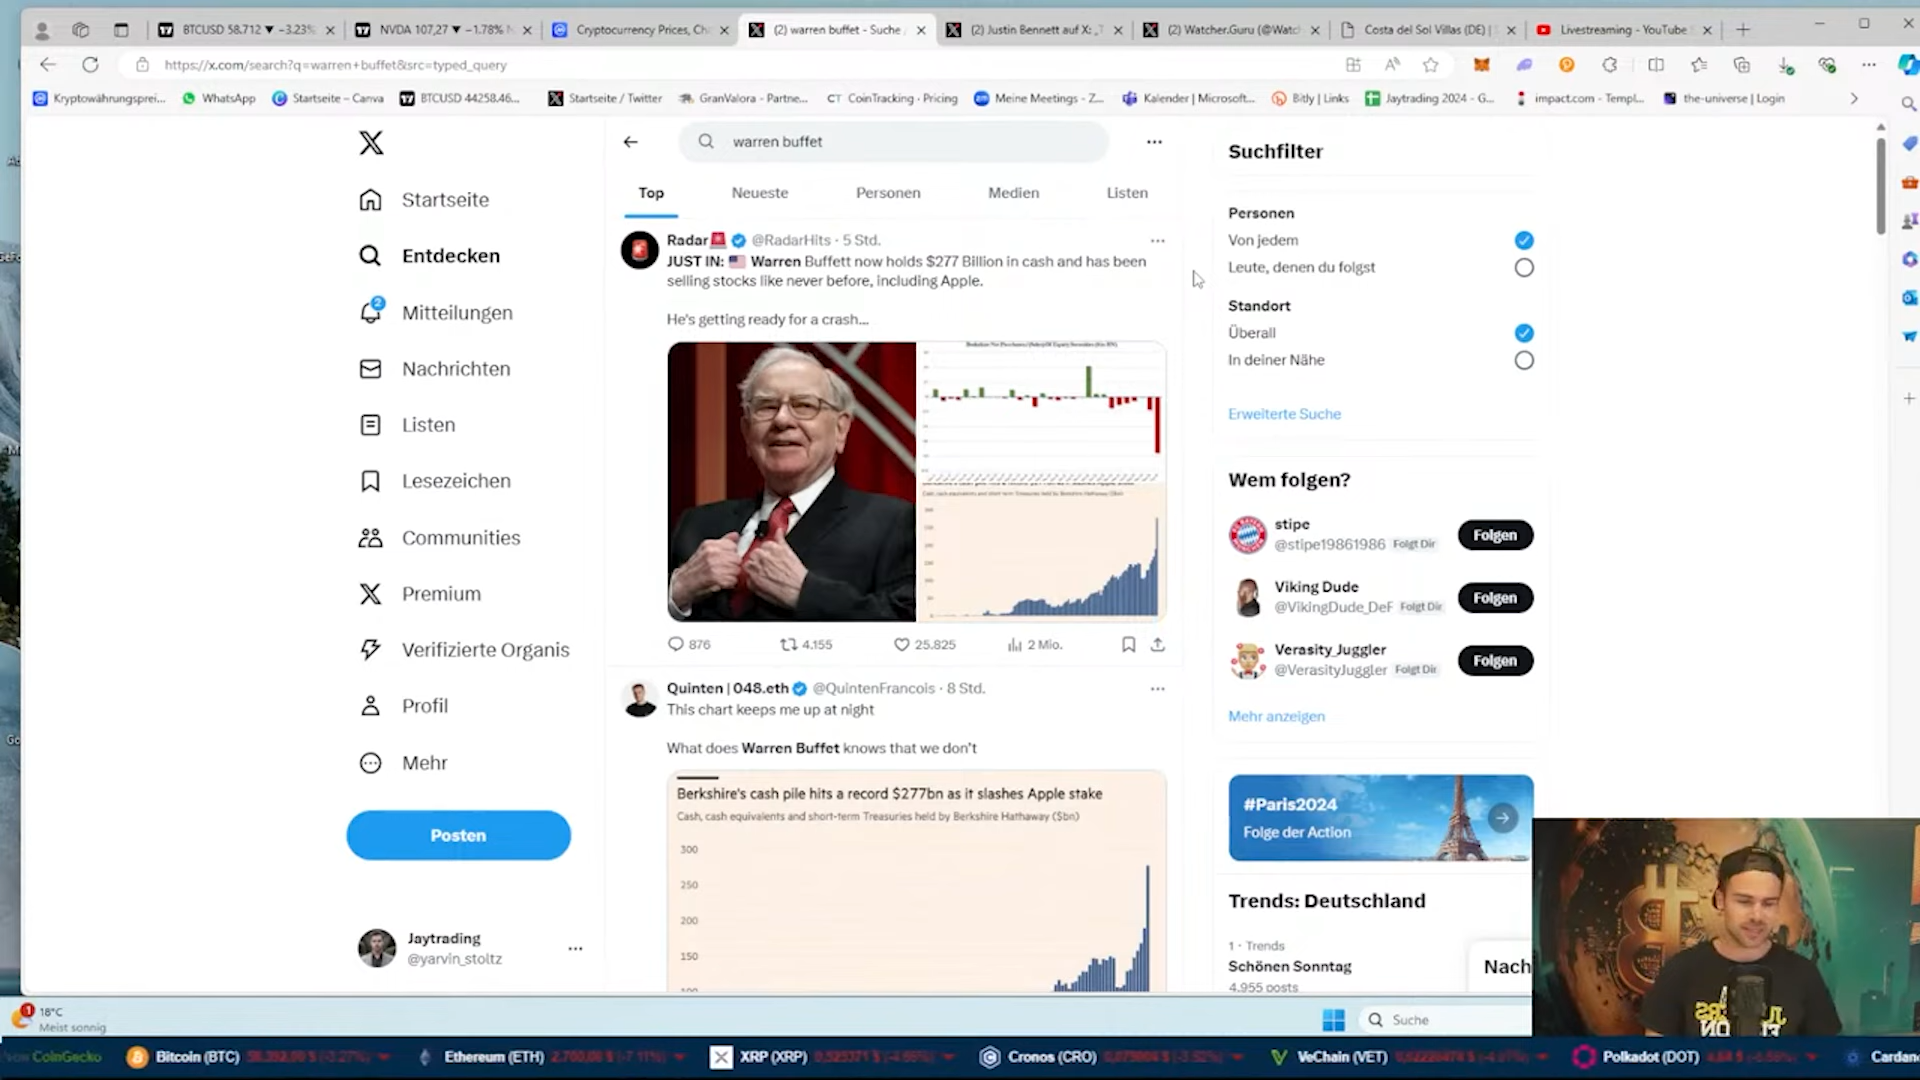 BTCUSD 58.712 ▼ −3.23%
NVDA 107,27 ▼ −1.78%
Cryptocurrency Prices, Ch
(2) warren buffet - Suche /
(2) Justin Bennett auf X: „T
(2) Watcher.Guru (@Watc
Costa del Sol Villas (DE) |
Livestreaming - YouTube
https://x.com/search?q=warren+buffet&src=typed_query
Kryptowährungsprei...
WhatsApp
Startseite – Canva
BTCUSD 44258.46...
Startseite / Twitter
GranValora - Partne...
CoinTracking · Pricing
Meine Meetings - Z...
Kalender | Microsoft...
Bitly | Links
Jaytrading 2024 - G...
impact.com - Templ...
the-universe | Login
Startseite
Entdecken
2
Mitteilungen
Nachrichten
Listen
Lesezeichen
Communities
Premium
Verifizierte Organis
Profil
Mehr
Posten
Jaytrading
@yarvin_stoltz
warren buffet
Top
Neueste
Personen
Medien
Listen
Radar @RadarHits · 5 Std.
JUST IN: Warren Buffett now holds $277 Billion in cash and has been
selling stocks like never before, including Apple.
He's getting ready for a crash...
876
4.155
25.825
2 Mio.
Quinten | 048.eth @QuintenFrancois · 8 Std.
This chart keeps me up at night
What does Warren Buffet knows that we don't
Berkshire's cash pile hits a record $277bn as it slashes Apple stake
Cash, cash equivalents and short-term Treasuries held by Berkshire Hathaway ($bn)
300
250
200
150
100
Suchfilter
Personen
Von jedem
Leute, denen du folgst
Standort
Überall
In deiner Nähe
Erweiterte Suche
Wem folgen?
stipe
@stipe19861986 Folgt Dir
Folgen
Viking Dude
@VikingDude_DeF Folgt Dir
Folgen
Verasity_Juggler
@VerasityJuggler Folgt Dir
Folgen
Mehr anzeigen
#Paris2024
Folge der Action
Trends: Deutschland
1 · Trends
Schönen Sonntag
4.955 posts
Nach
1
18°C
Meist sonnig
Suche
CoinGecko
Bitcoin (BTC)
Ethereum (ETH)
XRP (XRP)
Cronos (CRO)
VeChain (VET)
Polkadot (DOT)
Cardan